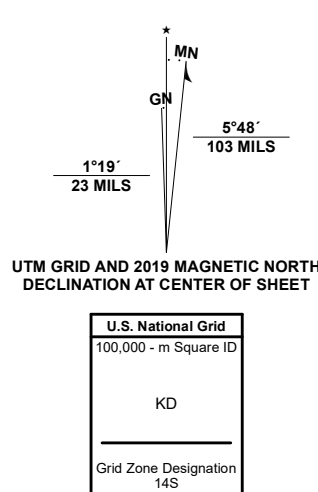 ★
MN
GN
5°48´
103 MILS
1°19´
23 MILS
UTM GRID AND 2019 MAGNETIC NORTH
DECLINATION AT CENTER OF SHEET
U.S. National Grid
100,000 - m Square ID
KD
Grid Zone Designation
14S